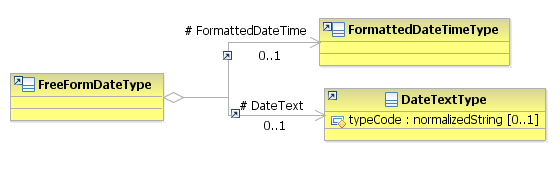 # FormattedDateTime
FormattedDateTimeType
0..1
FreeFormDateType
# DateText
DateTextType
0..1
typeCode : normalizedString [0..1]